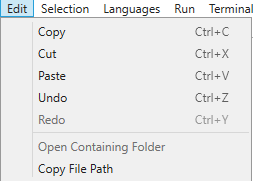 Edit Selection Languages Run Terminal
Copy Ctrl+C
Cut Ctrl+X
Paste Ctrl+V
Undo Ctrl+Z
Redo Ctrl+Y
Open Containing Folder
Copy File Path